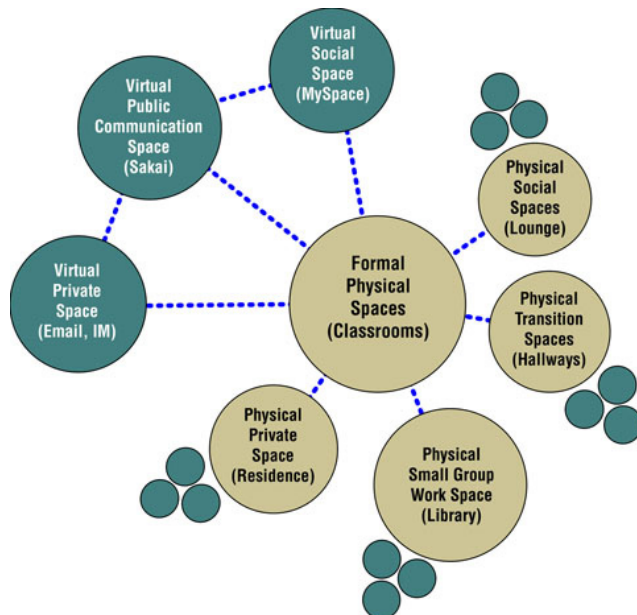 Virtual
Social
Space
(MySpace)
Virtual
Public
Communication
Space
(Sakai)
Physical
Social
Spaces
(Lounge)
Virtual
Private
Space
(Email, IM)
Formal
Physical
Spaces
(Classrooms)
Physical
Transition
Spaces
(Hallways)
Physical
Private
Space
(Residence)
Physical
Small Group
Work Space
(Library)